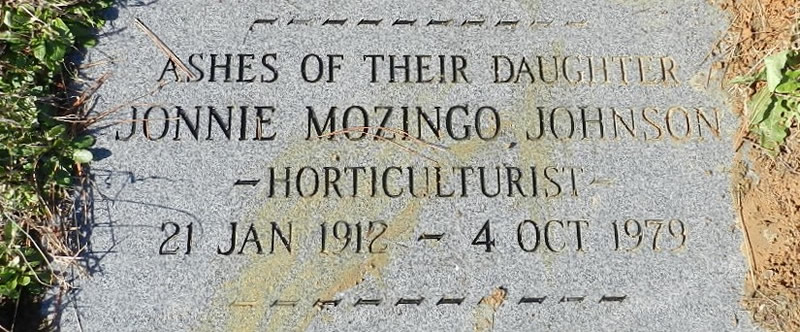 ASHES OF THEIR DAUGHTER
JONNIE MOZINGO JOHNSON
-HORTICULTURIST-
21 JAN 1912 - 4 OCT 1979